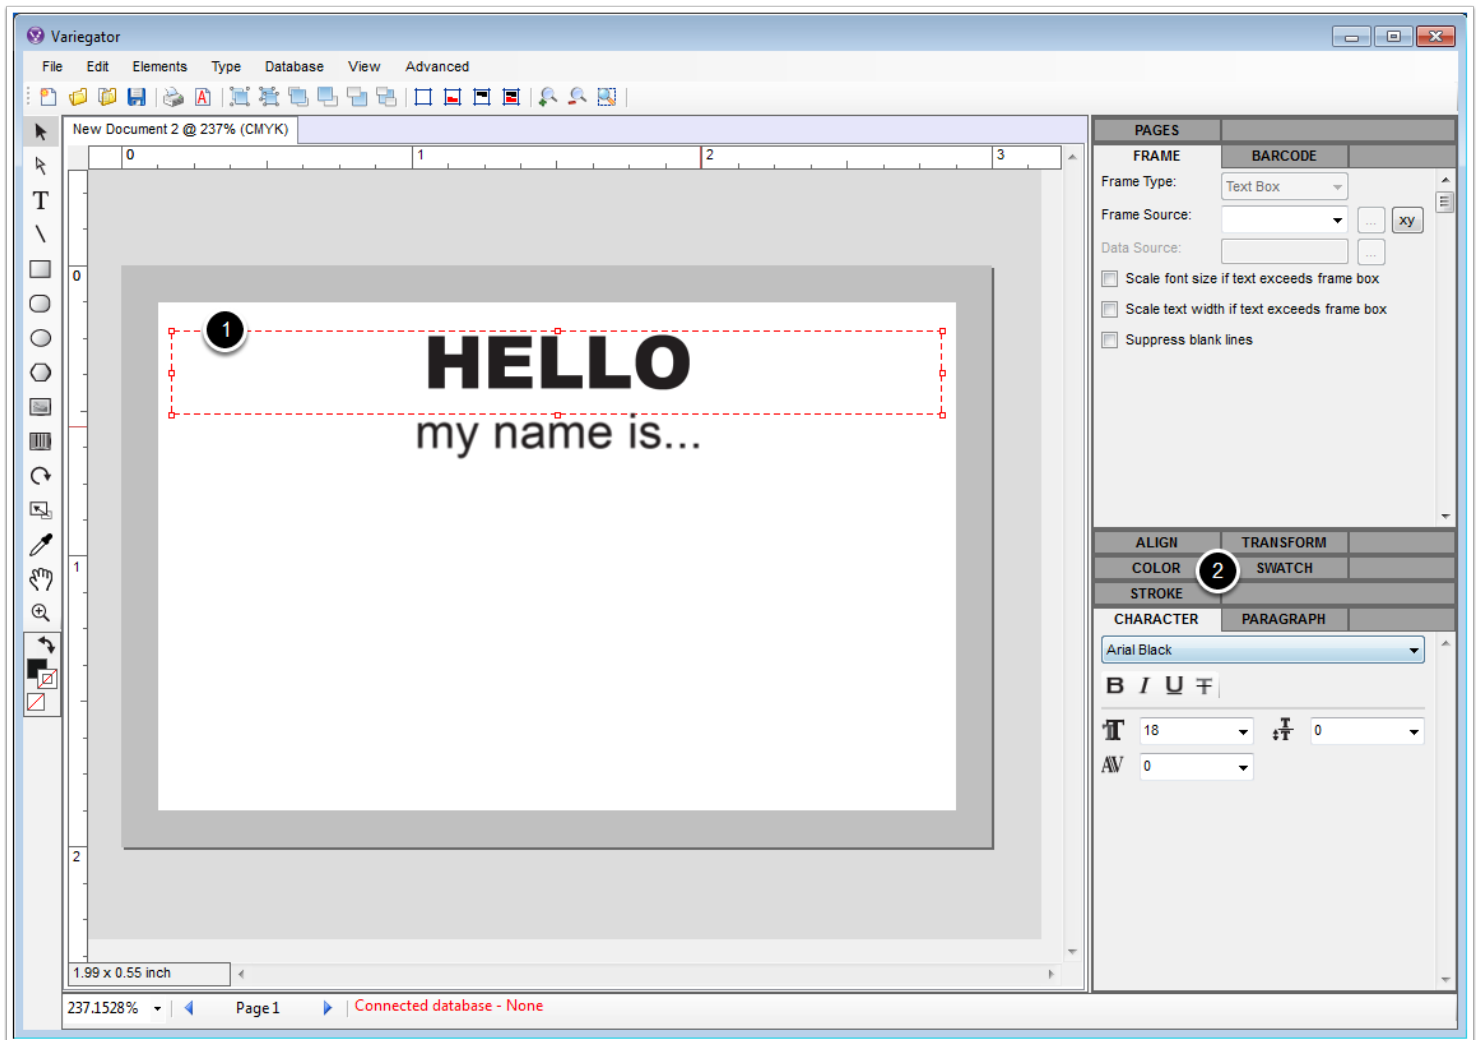 Variegator
File Edit Elements Type Database View Advanced
New Document 2 @ 237% (CMYK)
0 1 2 3
0
1
2
1
HELLO
my name is...
1.99 x 0.55 inch
237.1528% Page 1 Connected database - None
PAGES
FRAME BARCODE
Frame Type: Text Box
Frame Source: ... xy
Data Source: ...
Scale font size if text exceeds frame box
Scale text width if text exceeds frame box
Suppress blank lines
ALIGN TRANSFORM
COLOR 2 SWATCH
STROKE
CHARACTER PARAGRAPH
Arial Black
B I U T
18 0
AV 0